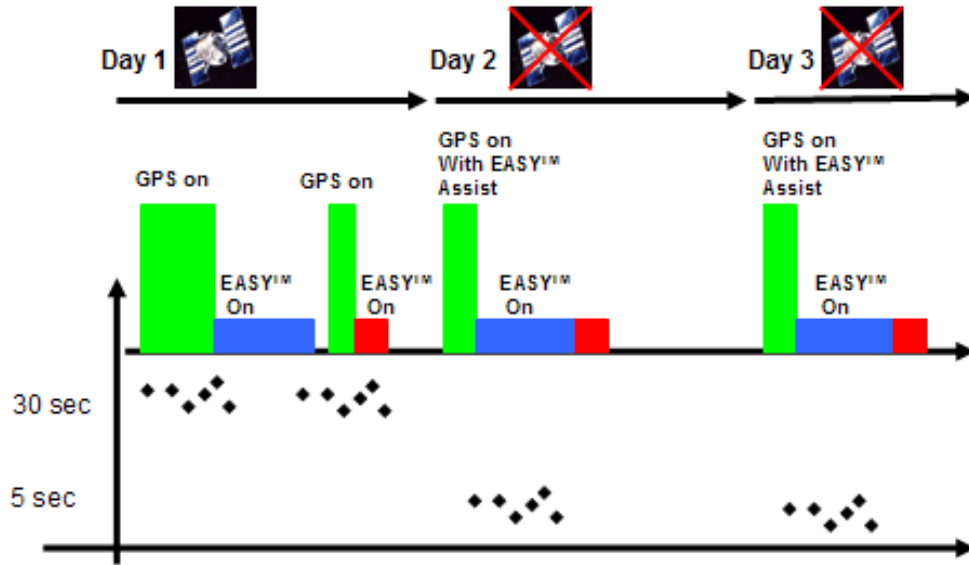 Day 1
Day 2
Day 3
GPS on
GPS on
GPS on
With EASY™
Assist
GPS on
With EASY™
Assist
EASY™
On
EASY™
On
EASY™
On
EASY™
On
30 sec
5 sec